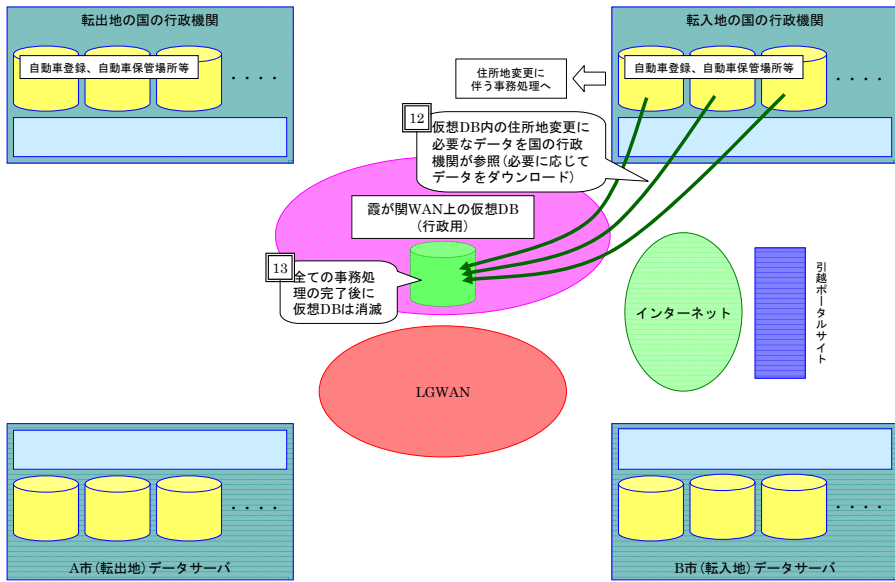 転出地の国の行政機関
自動車登録、自動車保管場所等
・・・・
転入地の国の行政機関
自動車登録、自動車保管場所等
・・・・
住所地変更に
伴う事務処理へ
12
仮想DB内の住所地変更に
必要なデータを国の行政
機関が参照(必要に応じて
データをダウンロード)
霞が関WAN上の仮想DB
(行政用)
13
全ての事務処
理の完了後に
仮想DBは消滅
インターネット
引越ポータルサイト
LGWAN
・・・・
A市(転出地)データサーバ
・・・・
B市(転入地)データサーバ